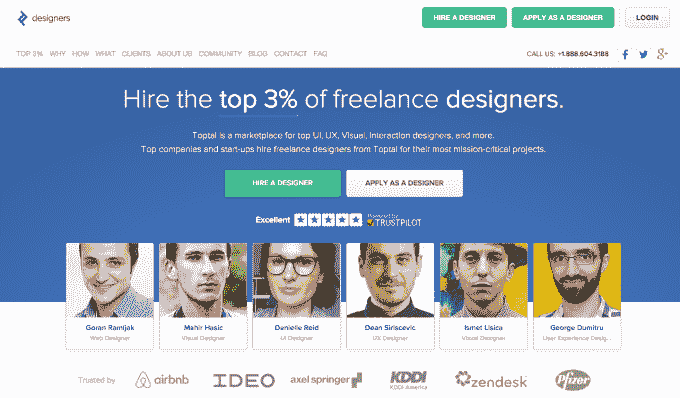 designers
HIRE A DESIGNER
APPLY AS A DESIGNER
LOGIN
TOP 3% WHY HOW WHAT CLIENTS ABOUT US COMMUNITY BLOG CONTACT FAQ
CALL US: +1.888.604.3188
Hire the top 3% of freelance designers.
Toptal is a marketplace for top UI, UX, Visual, Interaction designers, and more.
Top companies and start-ups hire freelance designers from Toptal for their most mission-critical projects.
HIRE A DESIGNER
APPLY AS A DESIGNER
Excellent
Powered by
TRUSTPILOT
Goran Ramljak
Web Designer
Mahir Hasic
Visual Designer
Denielle Reid
UI Designer
Dean Siriscevic
UX Designer
Ismet Lisica
Visual Designer
George Dumitru
User Experience Desig...
Trusted by
airbnb
IDEO
axel springer
KDDI
KDDI America
zendesk
Pfizer